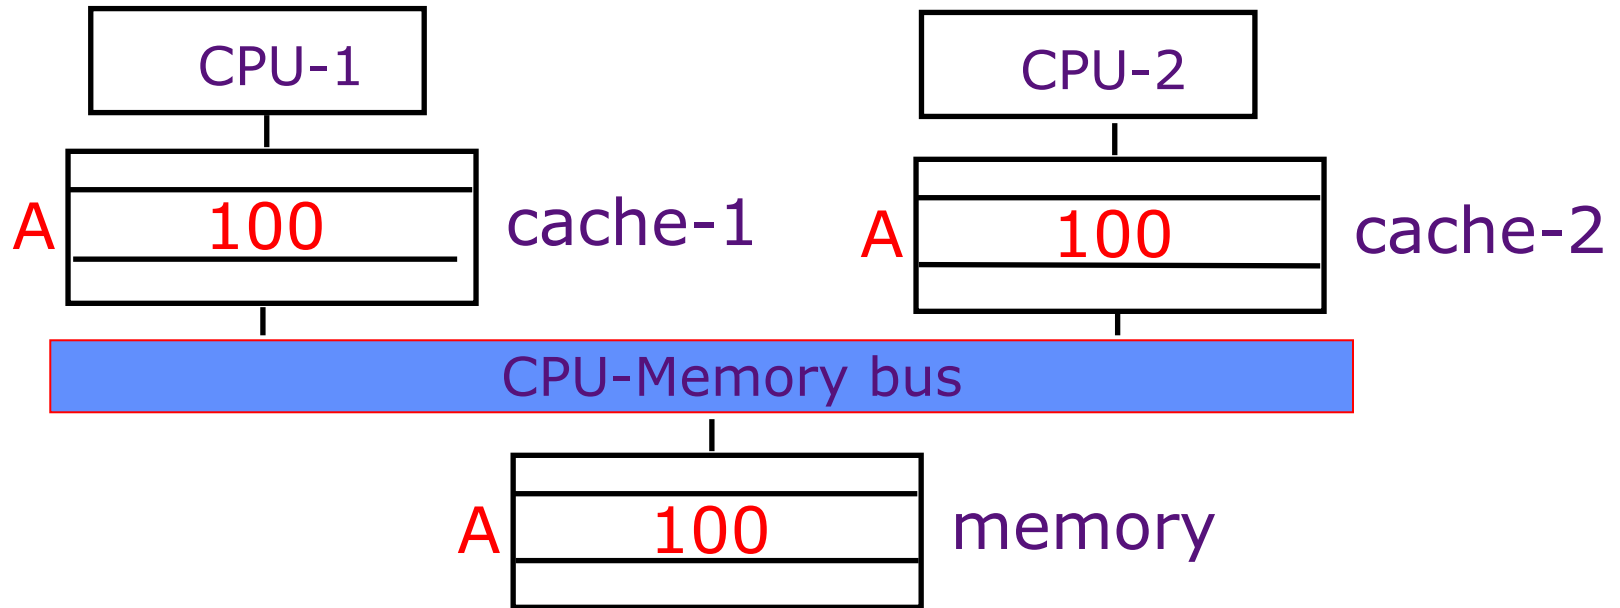 CPU-1
CPU-2
A 100 cache-1
A 100 cache-2
CPU-Memory bus
A 100 memory